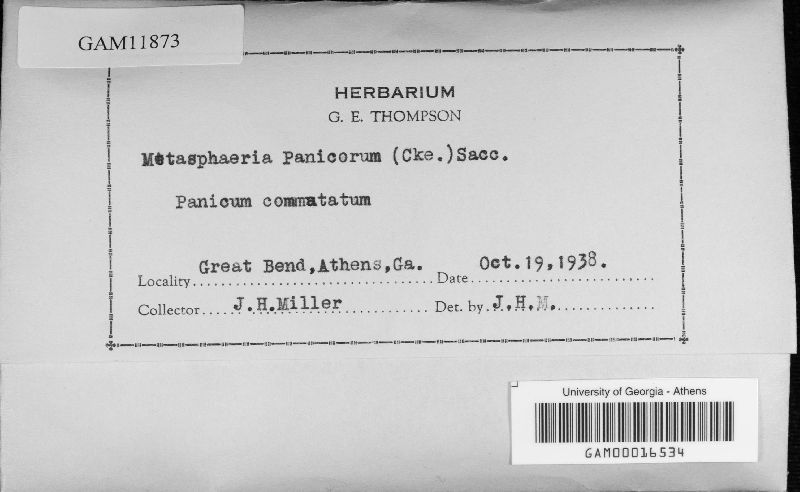 GAM11873
HERBARIUM
G. E. THOMPSON
Metasphaeria Panicorum (Cke.)Sacc.
Panicum commutatum
Locality Great Bend,Athens,Ga. Date Oct.19,1938.
Collector J.H.Miller Det. by J.H.M.
University of Georgia - Athens
GAM00016534